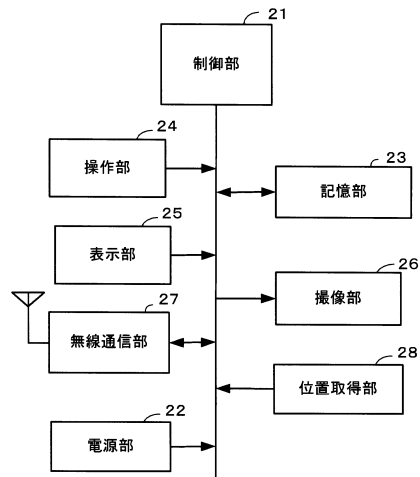 21
制御部
24
操作部
23
記憶部
25
表示部
26
撮像部
27
無線通信部
28
位置取得部
22
電源部